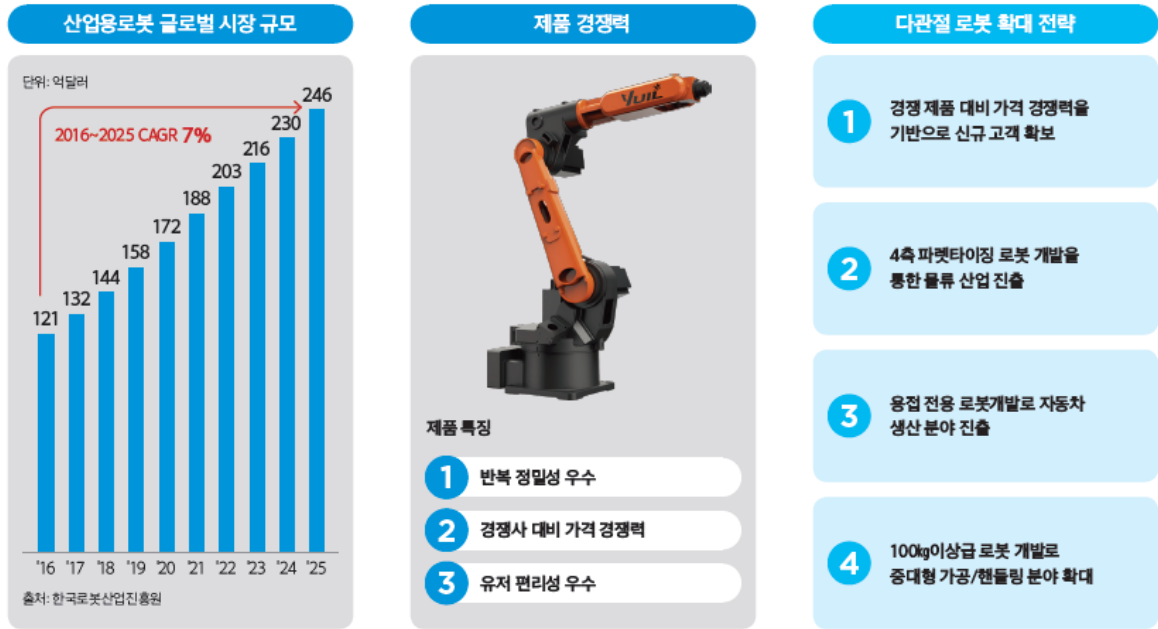 산업용로봇 글로벌 시장 규모
단위: 억달러
2016~2025 CAGR 7%
121
132
144
158
172
188
203
216
230
246
'16
'17
'18
'19
'20
'21
'22
'23
'24
'25
출처: 한국로봇산업진흥원
제품 경쟁력
YUIL
제품 특징
1 반복 정밀성 우수
2 경쟁사 대비 가격 경쟁력
3 유저 편리성 우수
다관절 로봇 확대 전략
1
경쟁 제품 대비 가격 경쟁력을
기반으로 신규 고객 확보
2
4축 파렛타이징 로봇 개발을
통한 물류 산업 진출
3
용접 전용 로봇개발로 자동차
생산 분야 진출
4
100㎏이상급 로봇 개발로
중대형 가공/핸들링 분야 확대